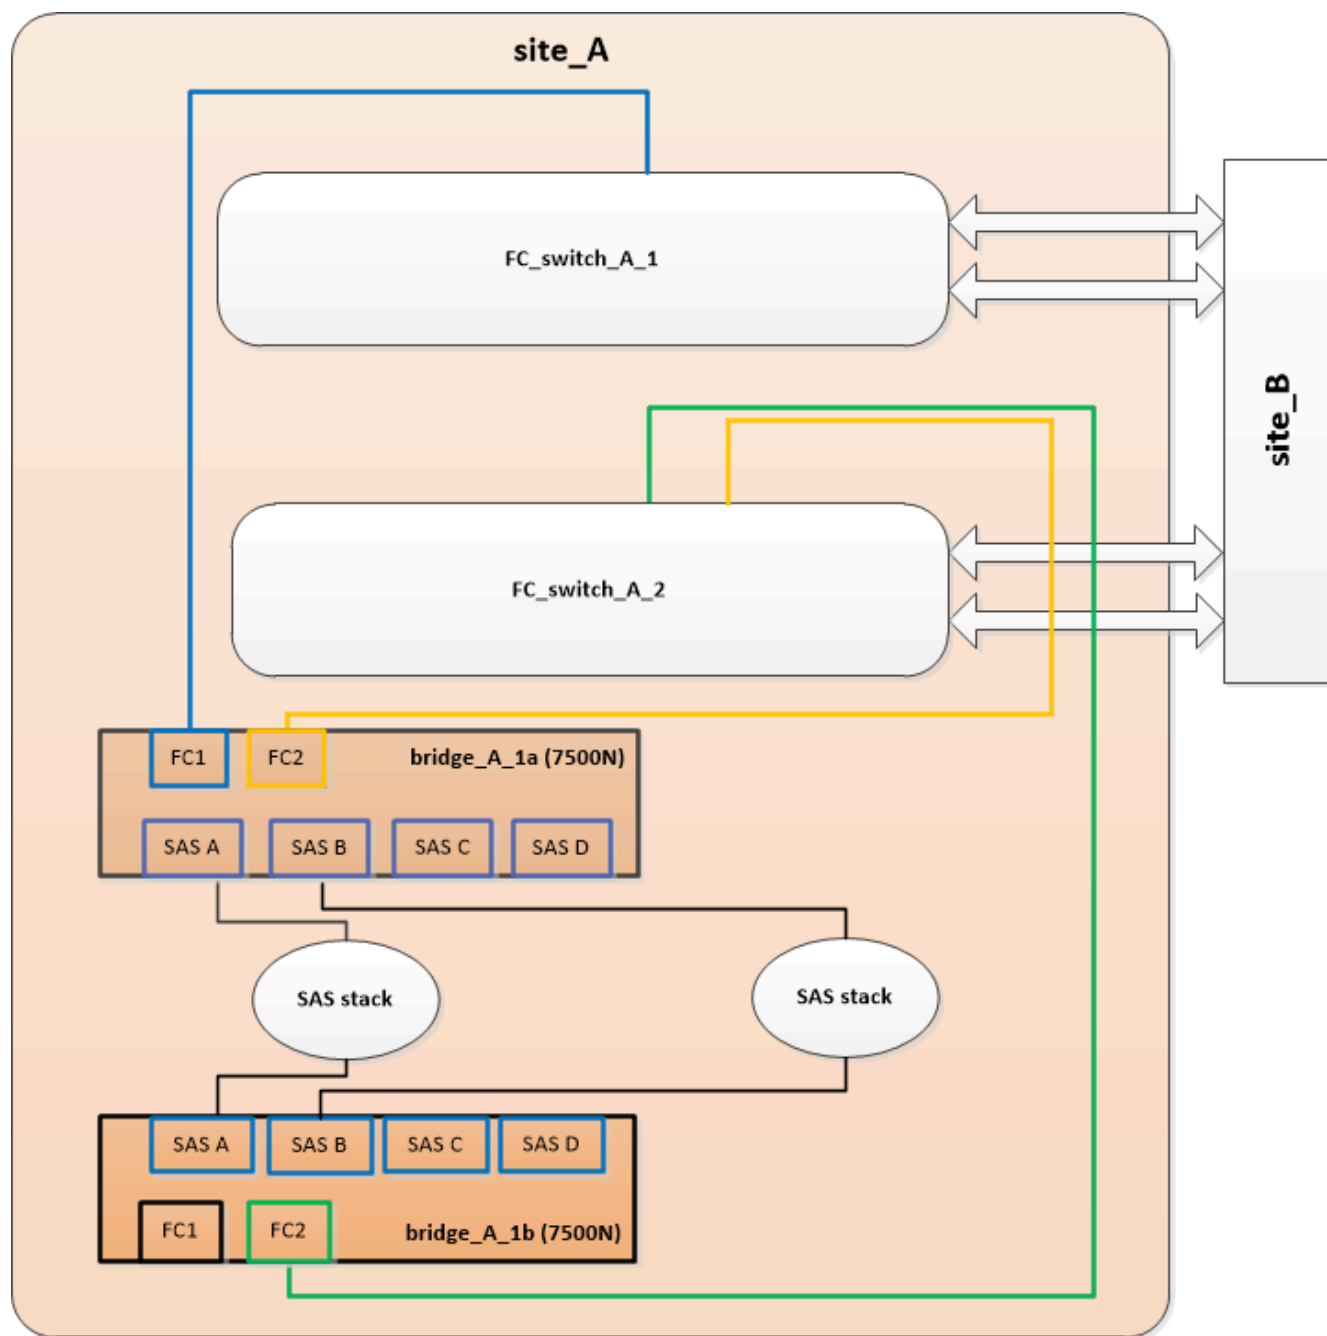 site_A
FC_switch_A_1
site_B
FC_switch_A_2
FC1 FC2 bridge_A_1a (7500N)
SAS A SAS B SAS C SAS D
SAS stack SAS stack
SAS A SAS B SAS C SAS D
FC1 FC2 bridge_A_1b (7500N)